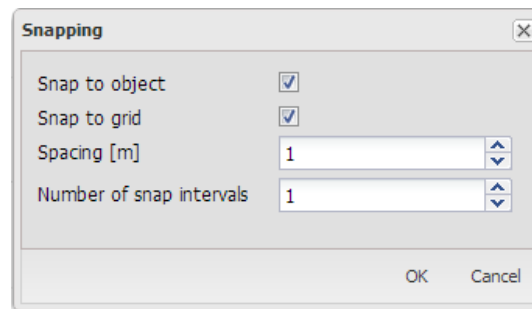 Snapping
Snap to object
Snap to grid
Spacing [m] 1
Number of snap intervals 1
OK Cancel